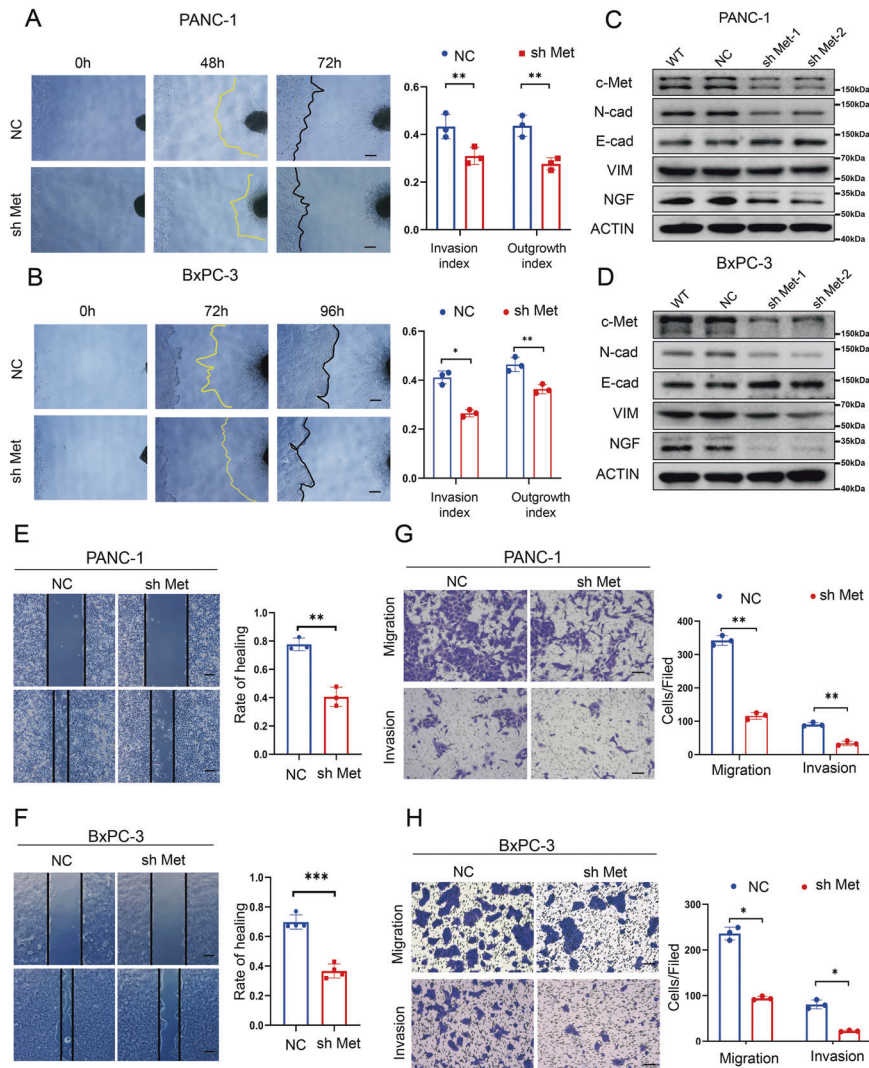 A
PANC-1
0h 48h 72h
NC
sh Met
NC sh Met
** **
0.6
0.4
0.2
0.0
Invasion index
Outgrowth index
B
BxPC-3
0h 72h 96h
NC
sh Met
NC sh Met
* **
0.6
0.4
0.2
0.0
Invasion index
Outgrowth index
C
PANC-1
WT NC sh Met-1 sh Met-2
c-Met 150kDa
N-cad 150kDa
E-cad 150kDa
VIM 70kDa
50kDa
NGF 35kDa
50kDa
ACTIN
40kDa
D
BxPC-3
WT NC sh Met-1 sh Met-2
c-Met 150kDa
N-cad 150kDa
E-cad 150kDa
VIM 70kDa
50kDa
NGF 35kDa
50kDa
ACTIN
40kDa
E
PANC-1
NC sh Met
Rate of healing
1.0
0.8
0.6
0.4
0.2
0.0
**
NC sh Met
F
BxPC-3
NC sh Met
Rate of healing
1.0
0.8
0.6
0.4
0.2
0.0
***
NC sh Met
G
PANC-1
NC sh Met
Migration
Invasion
NC sh Met
Cells/Filed
400
300
200
100
0
** **
Migration Invasion
H
BxPC-3
NC sh Met
Migration
Invasion
NC sh Met
Cells/Filed
300
200
100
0
* *
Migration Invasion